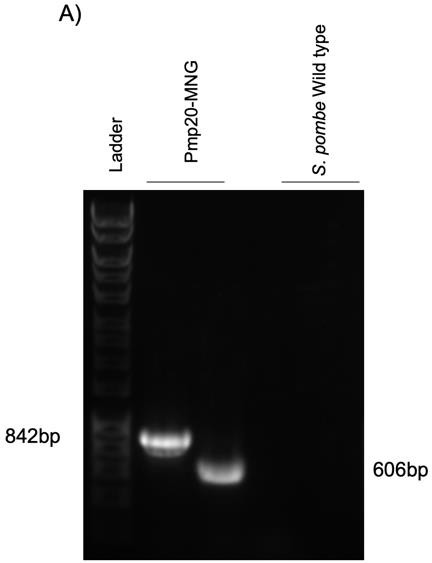 A)
Ladder
Pmp20-MNG
S. pombe Wild type
842bp
606bp